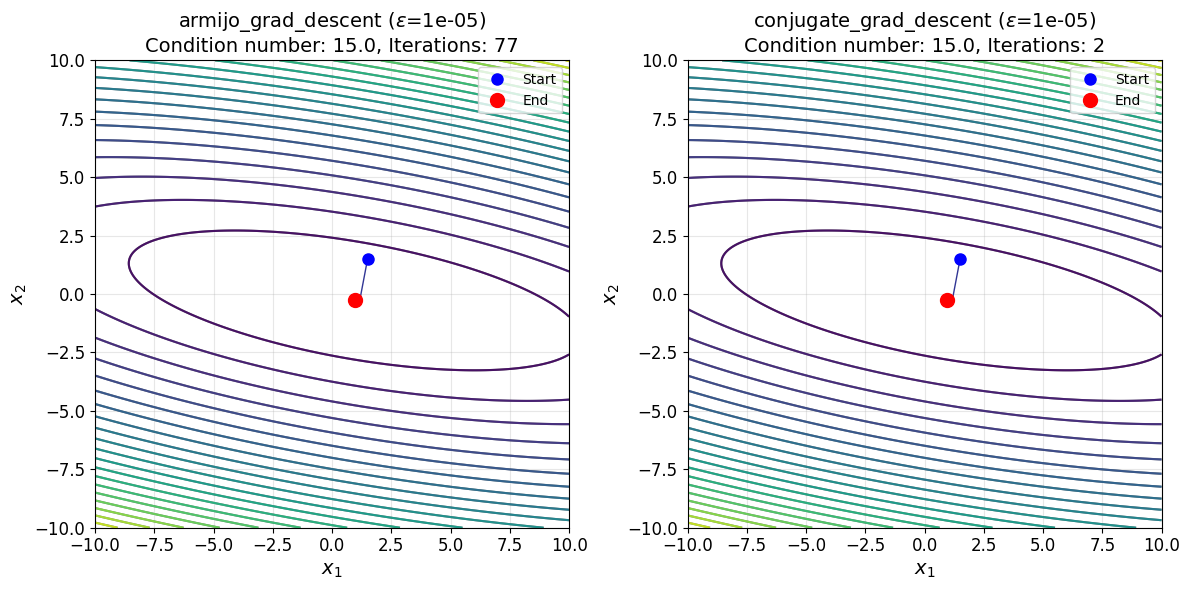 armijo_grad_descent (ε=1e-05)
Condition number: 15.0, Iterations: 77
Start
End
10.0
7.5
5.0
2.5
0.0
−2.5
−5.0
−7.5
−10.0
x₂
−10.0 −7.5 −5.0 −2.5 0.0 2.5 5.0 7.5 10.0
x₁
conjugate_grad_descent (ε=1e-05)
Condition number: 15.0, Iterations: 2
Start
End
10.0
7.5
5.0
2.5
0.0
−2.5
−5.0
−7.5
−10.0
x₂
−10.0 −7.5 −5.0 −2.5 0.0 2.5 5.0 7.5 10.0
x₁